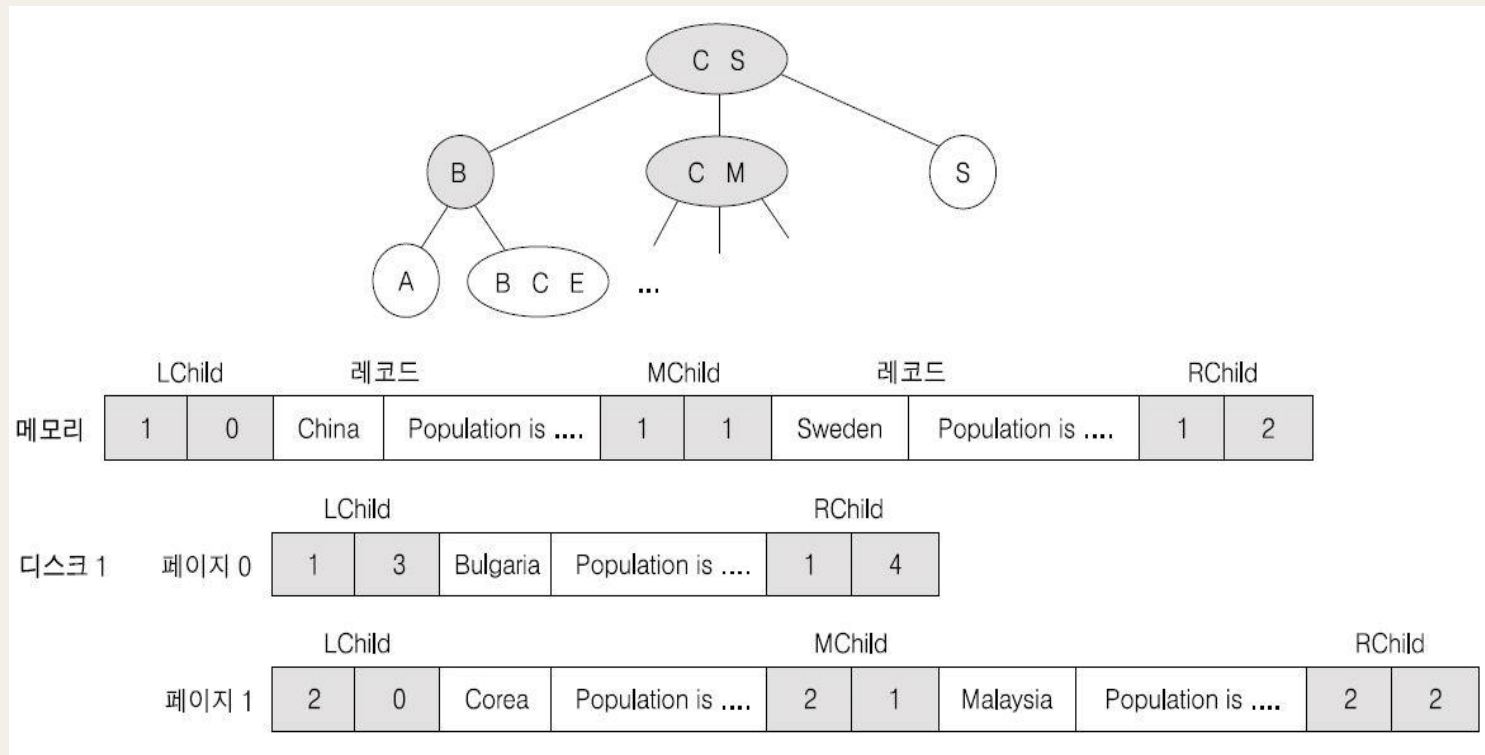 C S
B
C M
S
A
B C E
...
LChild 레코드 MChild 레코드 RChild
메모리 1 0 China Population is .... 1 1 Sweden Population is .... 1 2
LChild RChild
디스크 1 페이지 0 1 3 Bulgaria Population is .... 1 4
LChild MChild RChild
페이지 1 2 0 Corea Population is .... 2 1 Malaysia Population is .... 2 2